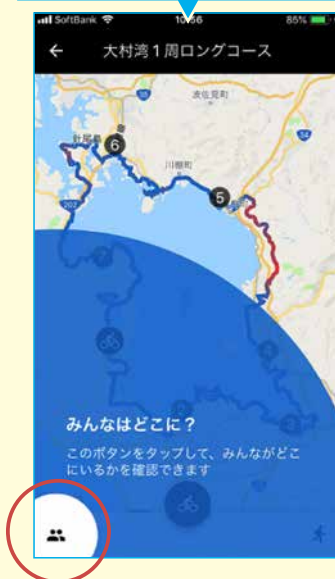 SoftBank 10:56 85%
大村湾1周ロングコース
波佐見町
針尾島
6
川棚町
202
5
みんなはどこに？
このボタンをタップして、みんながどこ
にいるかを確認できます